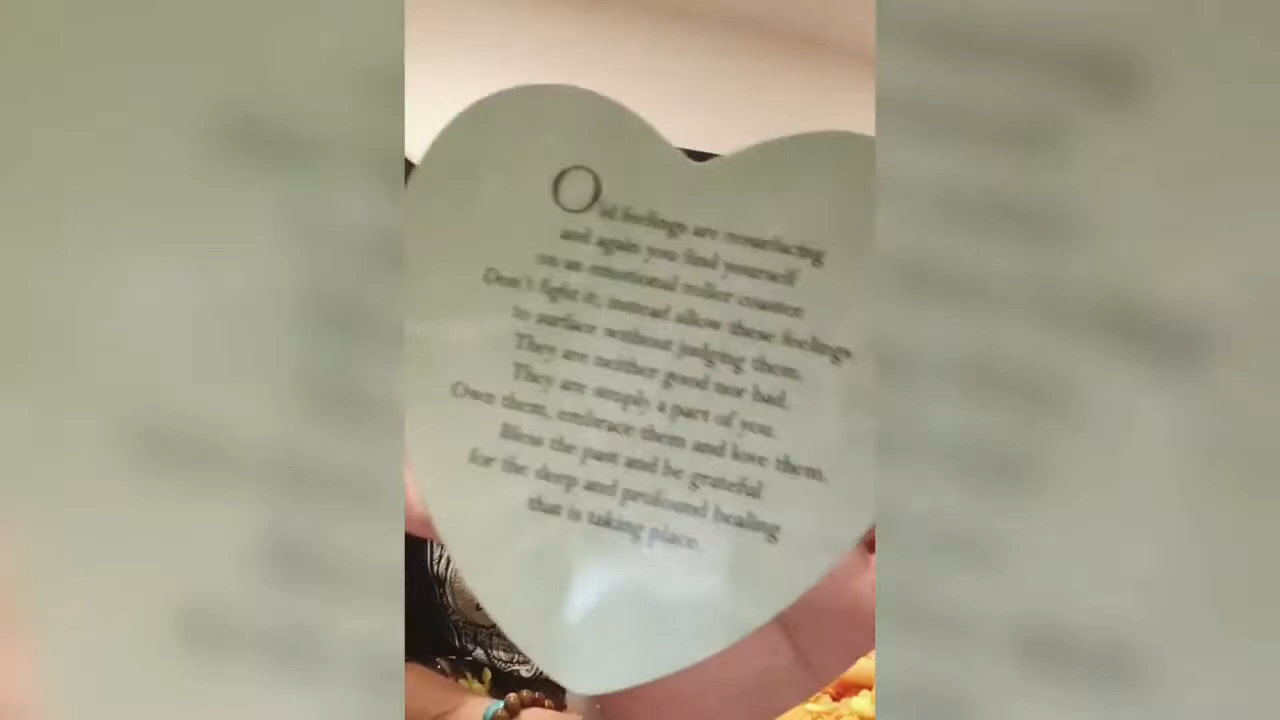 Old feelings are resurfacing
and again you find yourself
on an emotional roller coaster.
Don't fight it; instead allow these feelings
to surface without judging them.
They are neither good nor bad.
They are simply a part of you.
Own them, embrace them and love them.
Bless the past and be grateful
for the deep and profound healing
that is taking place.